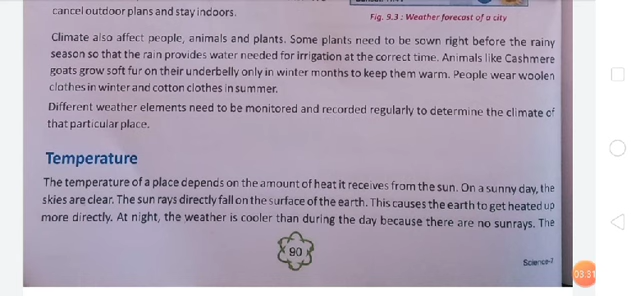 cancel outdoor plans and stay indoors.
Fig. 9.3 : Weather forecast of a city
Climate also affect people, animals and plants. Some plants need to be sown right before the rainy
season so that the rain provides water needed for irrigation at the correct time. Animals like Cashmere
goats grow soft fur on their underbelly only in winter months to keep them warm. People wear woolen
clothes in winter and cotton clothes in summer.
Different weather elements need to be monitored and recorded regularly to determine the climate of
that particular place.
Temperature
The temperature of a place depends on the amount of heat it receives from the sun. On a sunny day, the
skies are clear. The sun rays directly fall on the surface of the earth. This causes the earth to get heated up
more directly. At night, the weather is cooler than during the day because there are no sunrays. The
90
Science-7
03:31